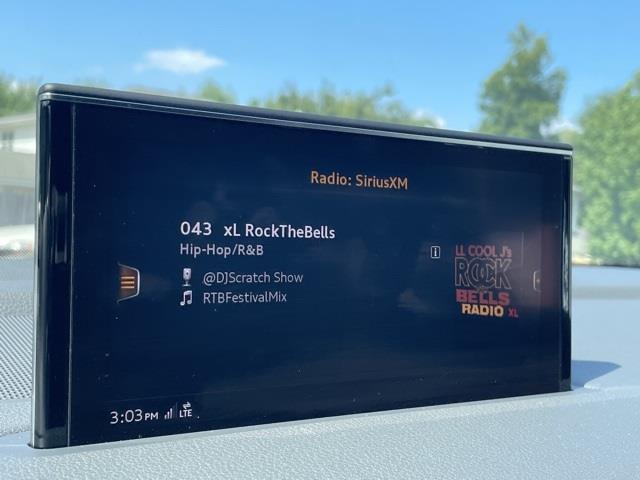 Radio: SiriusXM
043 xL RockTheBells
Hip-Hop/R&B
@DJScratch Show
RTBFestivalMix
LL COOL J's
ROCK
BELLS
RADIO XL
3:03PM LTE